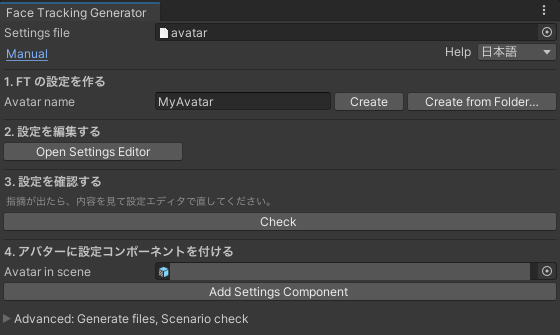 Face Tracking Generator
Settings file avatar
Manual Help 日本語
1. FT の設定を作る
Avatar name MyAvatar Create Create from Folder...
2. 設定を編集する
Open Settings Editor
3. 設定を確認する
指摘が出たら、内容を見て設定エディタで直してください。
Check
4. アバターに設定コンポーネントを付ける
Avatar in scene
Add Settings Component
Advanced: Generate files, Scenario check